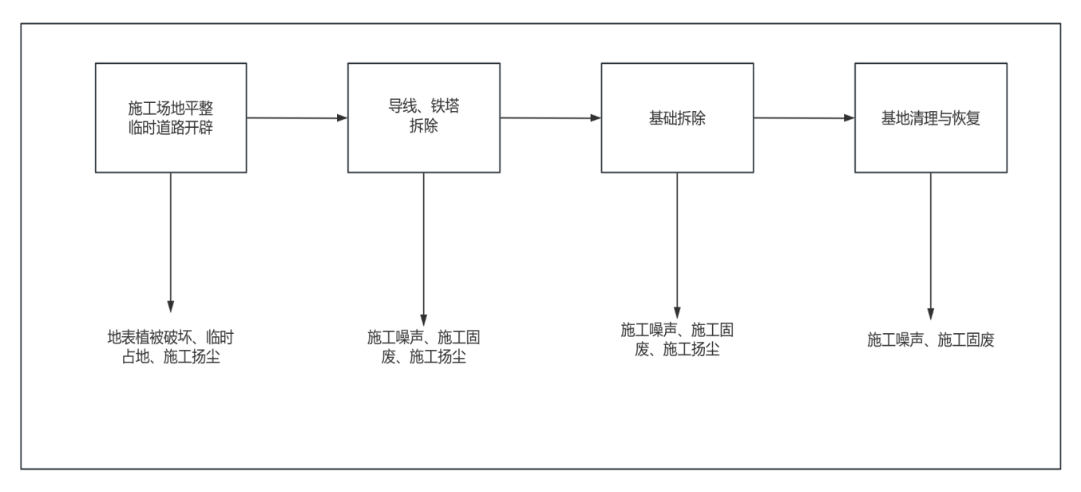 施工场地平整
临时道路开辟
导线、铁塔
拆除
基础拆除
基地清理与恢复
地表植被破坏、临时
占地、施工扬尘
施工噪声、施工固
废、施工扬尘
施工噪声、施工固
废、施工扬尘
施工噪声、施工固废